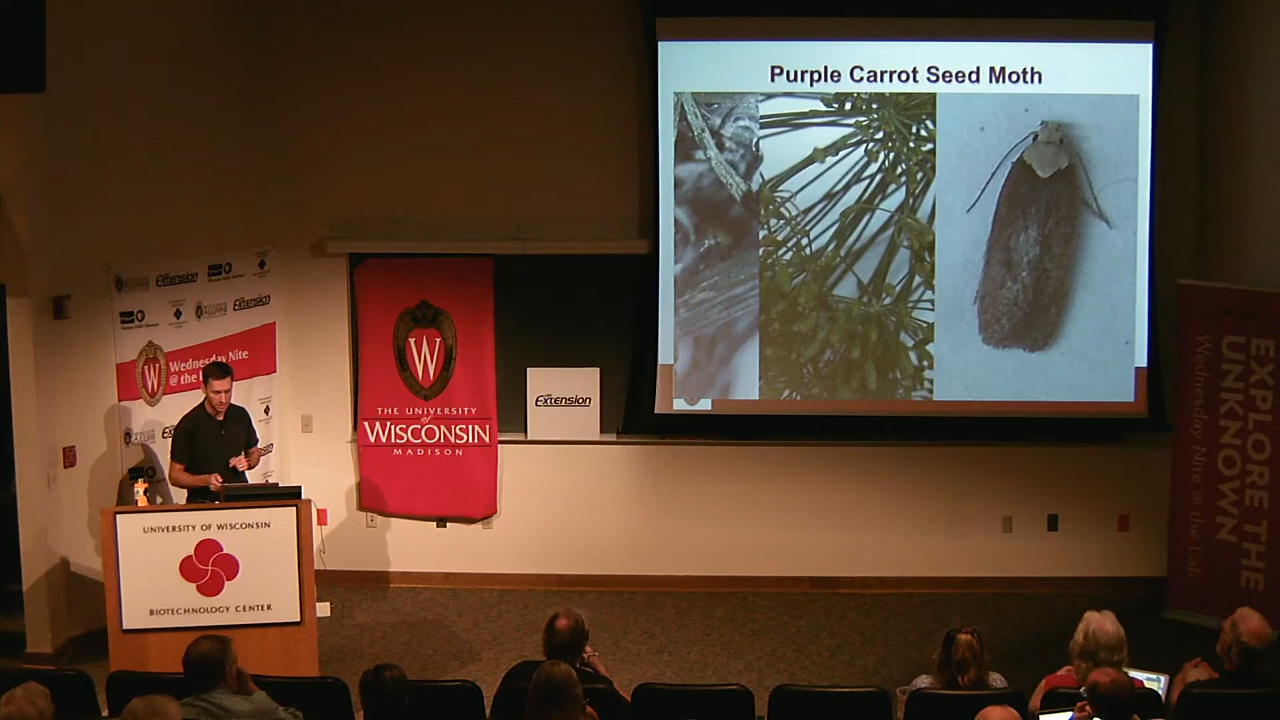 Purple Carrot Seed Moth
Extension
Extension
Wednesday Nite
@ the
W
THE UNIVERSITY
of
WISCONSIN
MADISON
Extension
UNIVERSITY OF WISCONSIN
BIOTECHNOLOGY CENTER
EXPLORE THE
UNKNOWN
Wednesday Nite @ the Lab